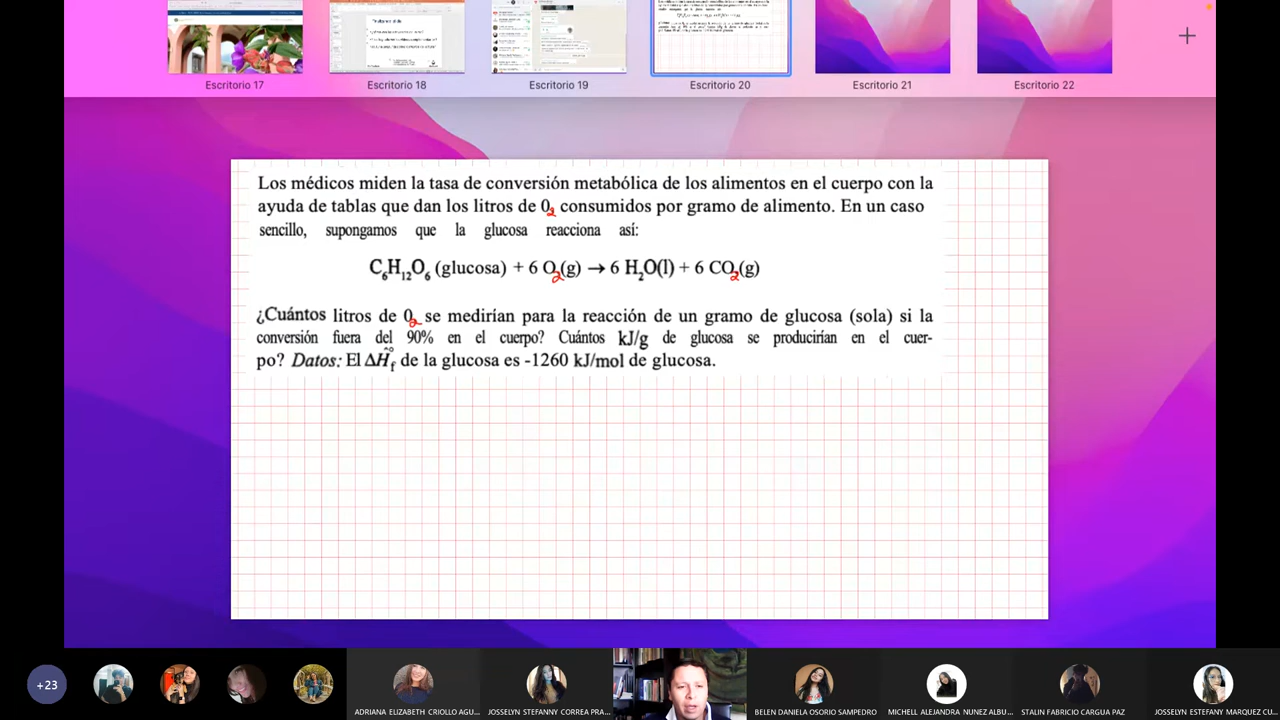 Escritorio 17
Escritorio 18
Escritorio 19
Escritorio 20
Escritorio 21
Escritorio 22
Los médicos miden la tasa de conversión metabólica de los alimentos en el cuerpo con la
ayuda de tablas que dan los litros de 0₂ consumidos por gramo de alimento. En un caso
sencillo, supongamos que la glucosa reacciona así:
C₆H₁₂O₆ (glucosa) + 6 O₂(g) → 6 H₂O(l) + 6 CO₂(g)
¿Cuántos litros de 0₂ se medirían para la reacción de un gramo de glucosa (sola) si la
conversión fuera del 90% en el cuerpo? Cuántos kJ/g de glucosa se producirían en el cuer-
po? Datos: El ΔĤ°f de la glucosa es -1260 kJ/mol de glucosa.
+23
ADRIANA ELIZABETH CRIOLLO AGU...
JOSSELYN STEFANNY CORREA PRA...
BELEN DANIELA OSORIO SAMPEDRO
MICHELL ALEJANDRA NUNEZ ALBU...
STALIN FABRICIO CARGUA PAZ
JOSSELYN ESTEFANY MARQUEZ CU...